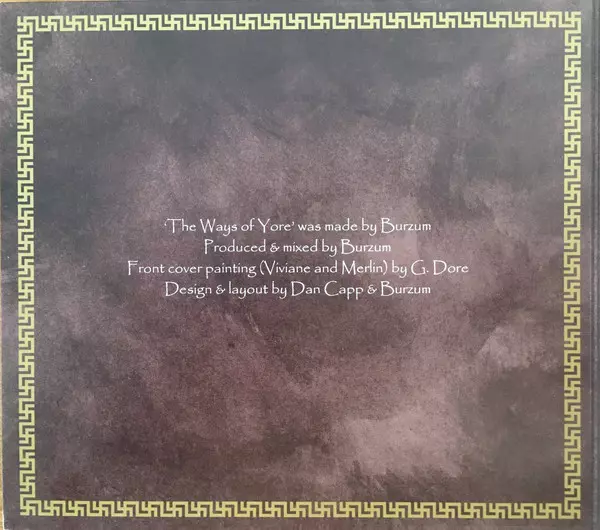 ‘The Ways of Yore’ was made by Burzum
Produced & mixed by Burzum
Front cover painting (Viviane and Merlin) by G. Dore
Design & layout by Dan Capp & Burzum